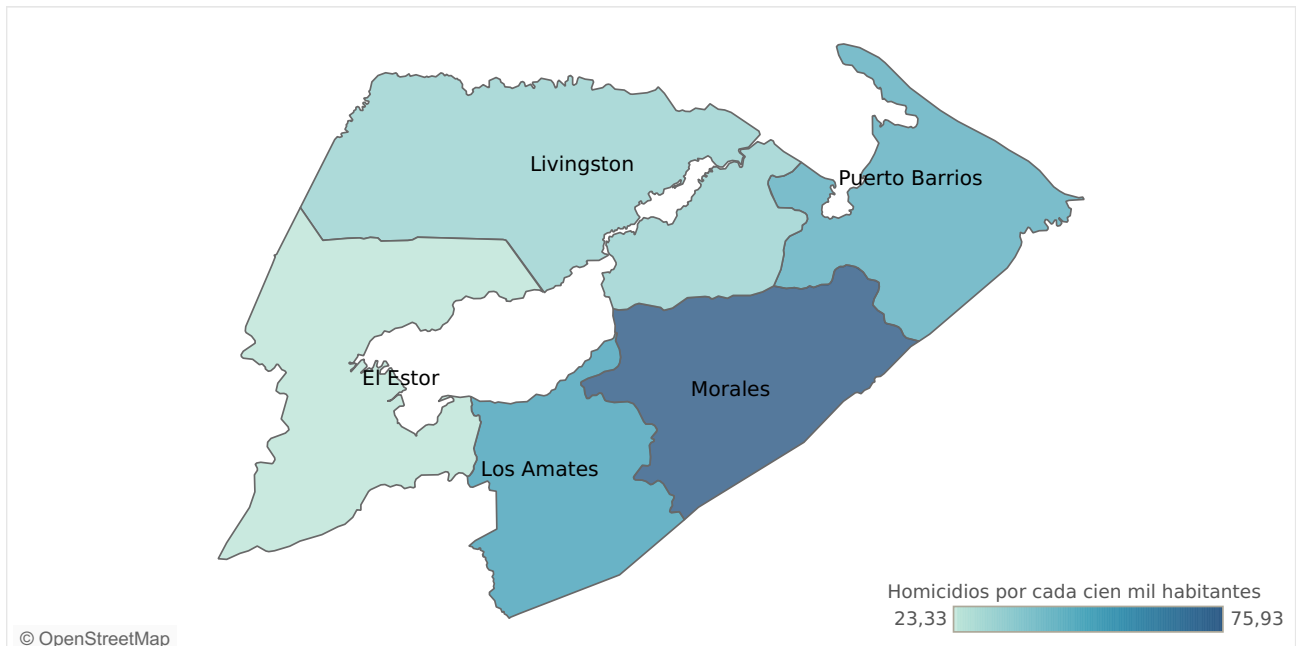 Livingston
Puerto Barrios
El Estor
Morales
Los Amates
Homicidios por cada cien mil habitantes
23,33 75,93
© OpenStreetMap